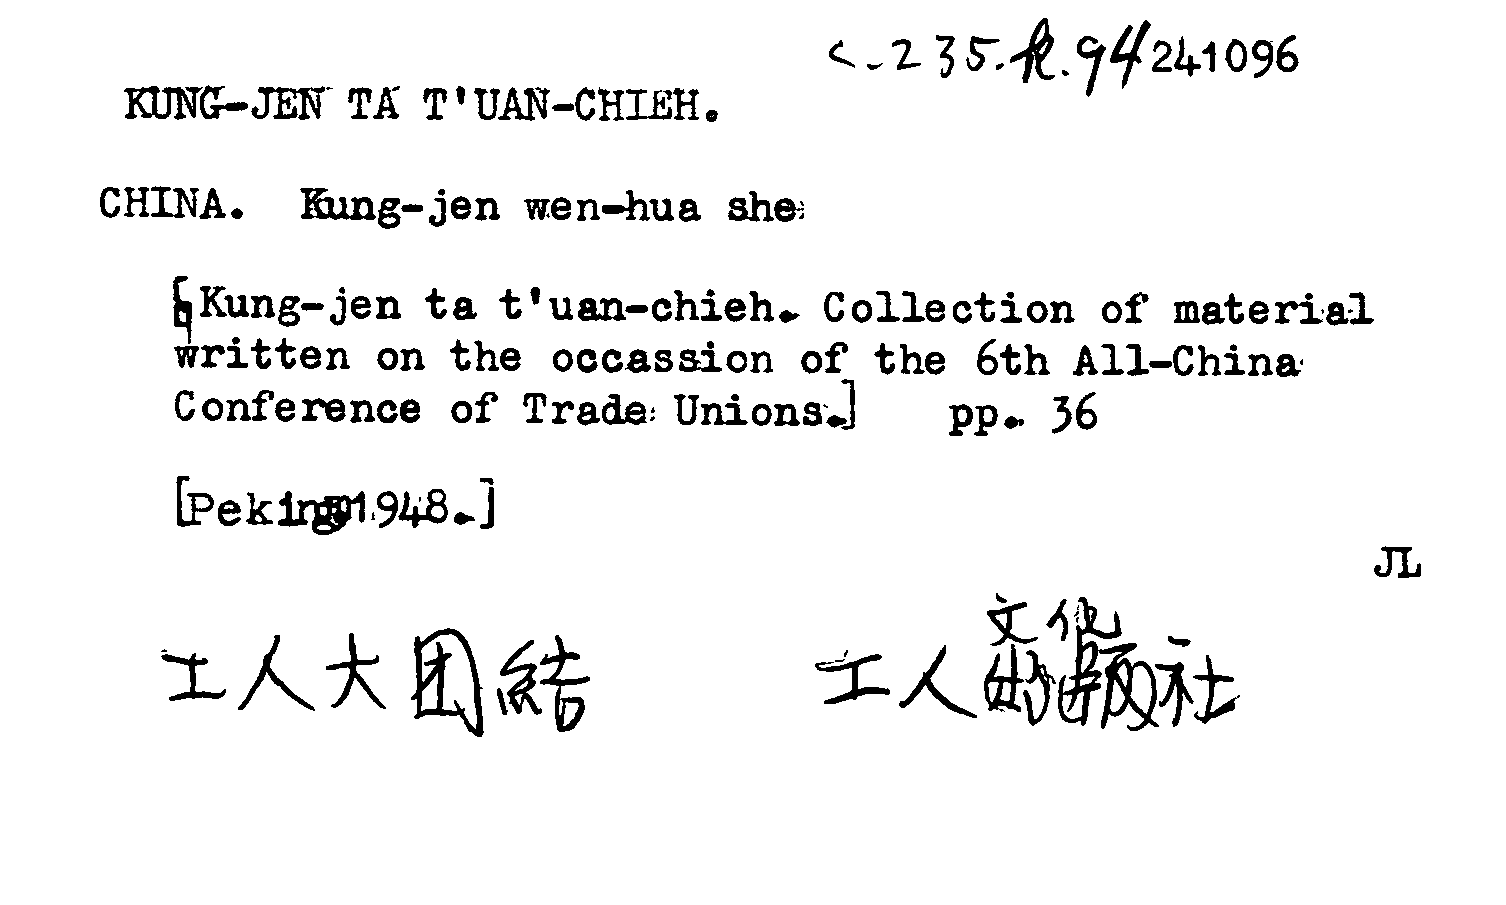 c.-235.k.94 241096
KUNG-JEN TA T'UAN-CHIEH.
CHINA. Kung-jen wen-hua she
[Kung-jen ta t'uan-chieh. Collection of material
written on the occassion of the 6th All-China
Conference of Trade Unions.] pp. 36
[Peking 1948.]
JL
文化
工人大团結 工人社